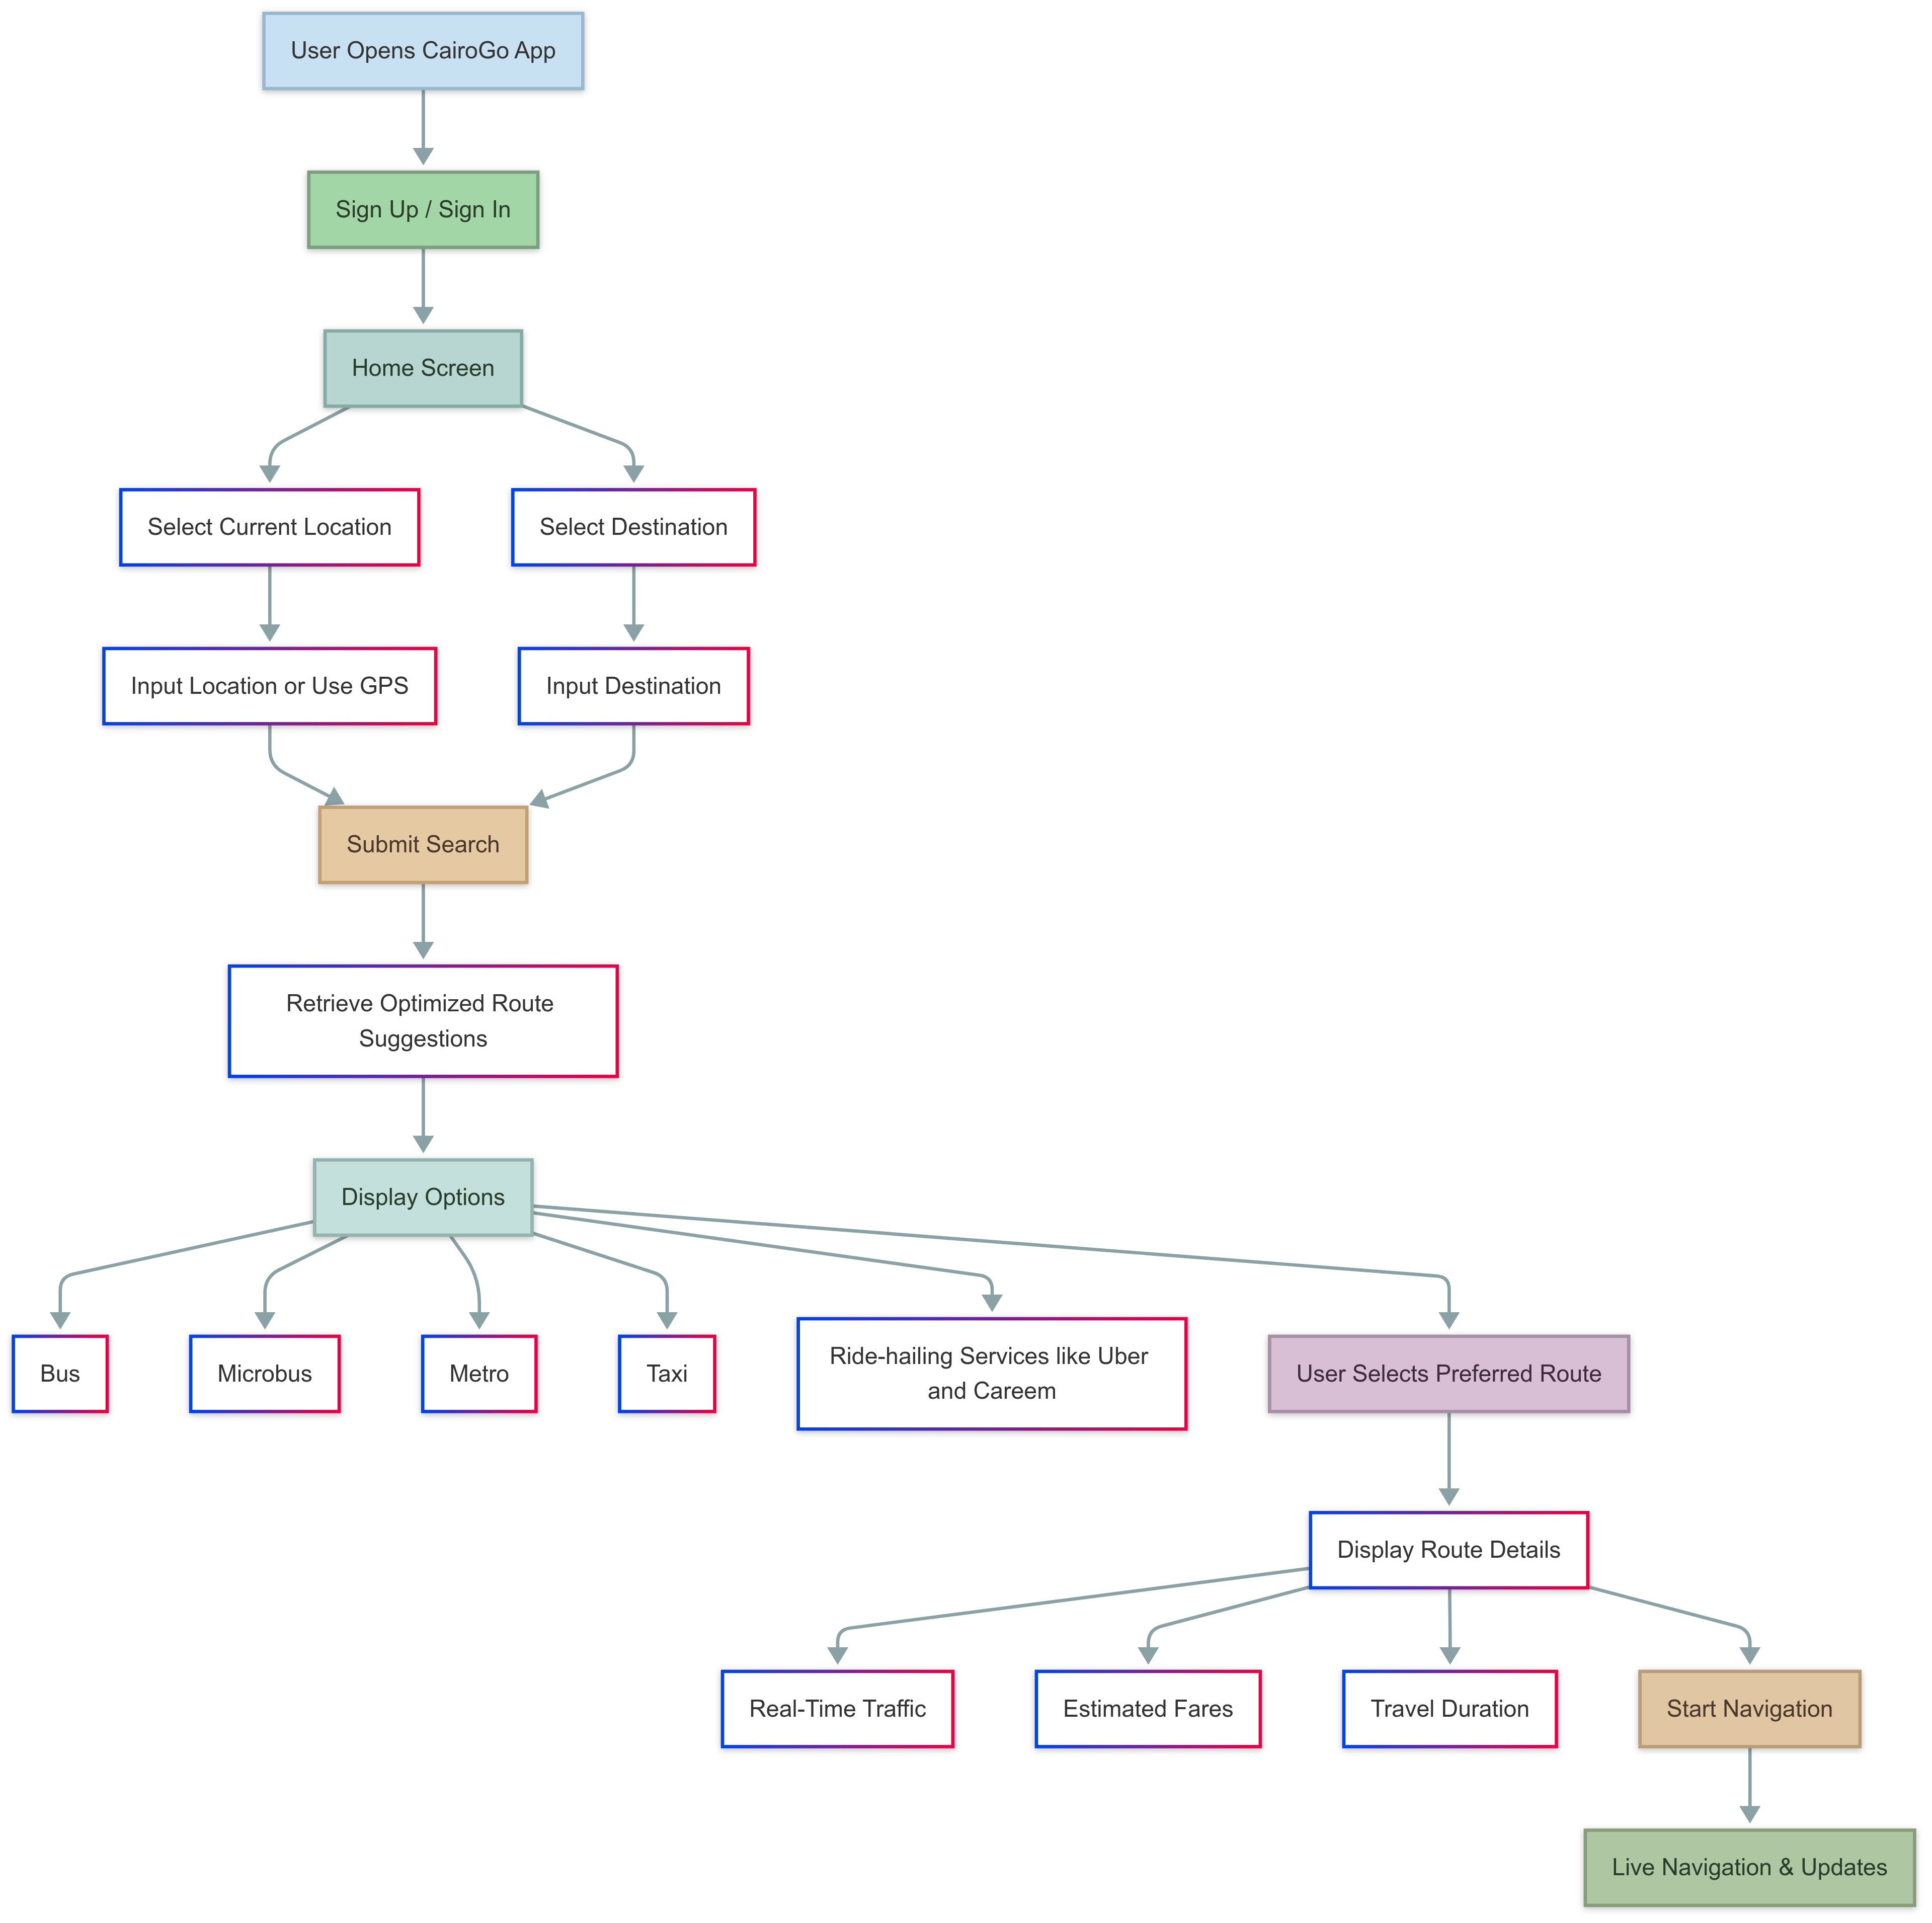 User Opens CairoGo App
Sign Up / Sign In
Home Screen
Select Current Location
Select Destination
Input Location or Use GPS
Input Destination
Submit Search
Retrieve Optimized Route
Suggestions
Display Options
Bus
Microbus
Metro
Taxi
Ride-hailing Services like Uber
and Careem
User Selects Preferred Route
Display Route Details
Real-Time Traffic
Estimated Fares
Travel Duration
Start Navigation
Live Navigation & Updates